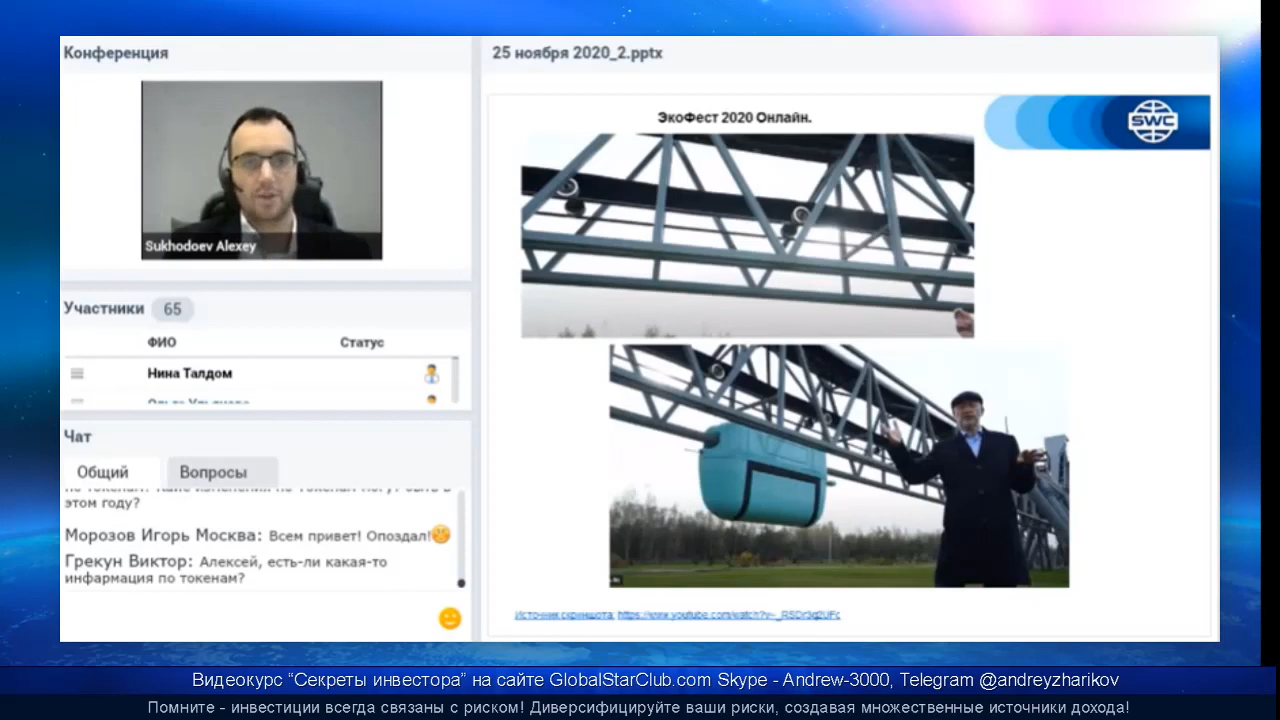 Конференция
Sukhodoev Alexey
Участники 65
ФИО Статус
Нина Талдом
Чат
Общий Вопросы
этом году?
Морозов Игорь Москва: Всем привет! Опоздал!
Грекун Виктор: Алексей, есть-ли какая-то
инфармация по токенам?
25 ноября 2020_2.pptx
ЭкоФест 2020 Онлайн.
SWC
Источник скриншота:
Видеокурс "Секреты инвестора" на сайте GlobalStarClub.com Skype - Andrew-3000, Telegram @andreyzharikov
Помните - инвестиции всегда связаны с риском! Диверсифицируйте ваши риски, создавая множественные источники дохода!